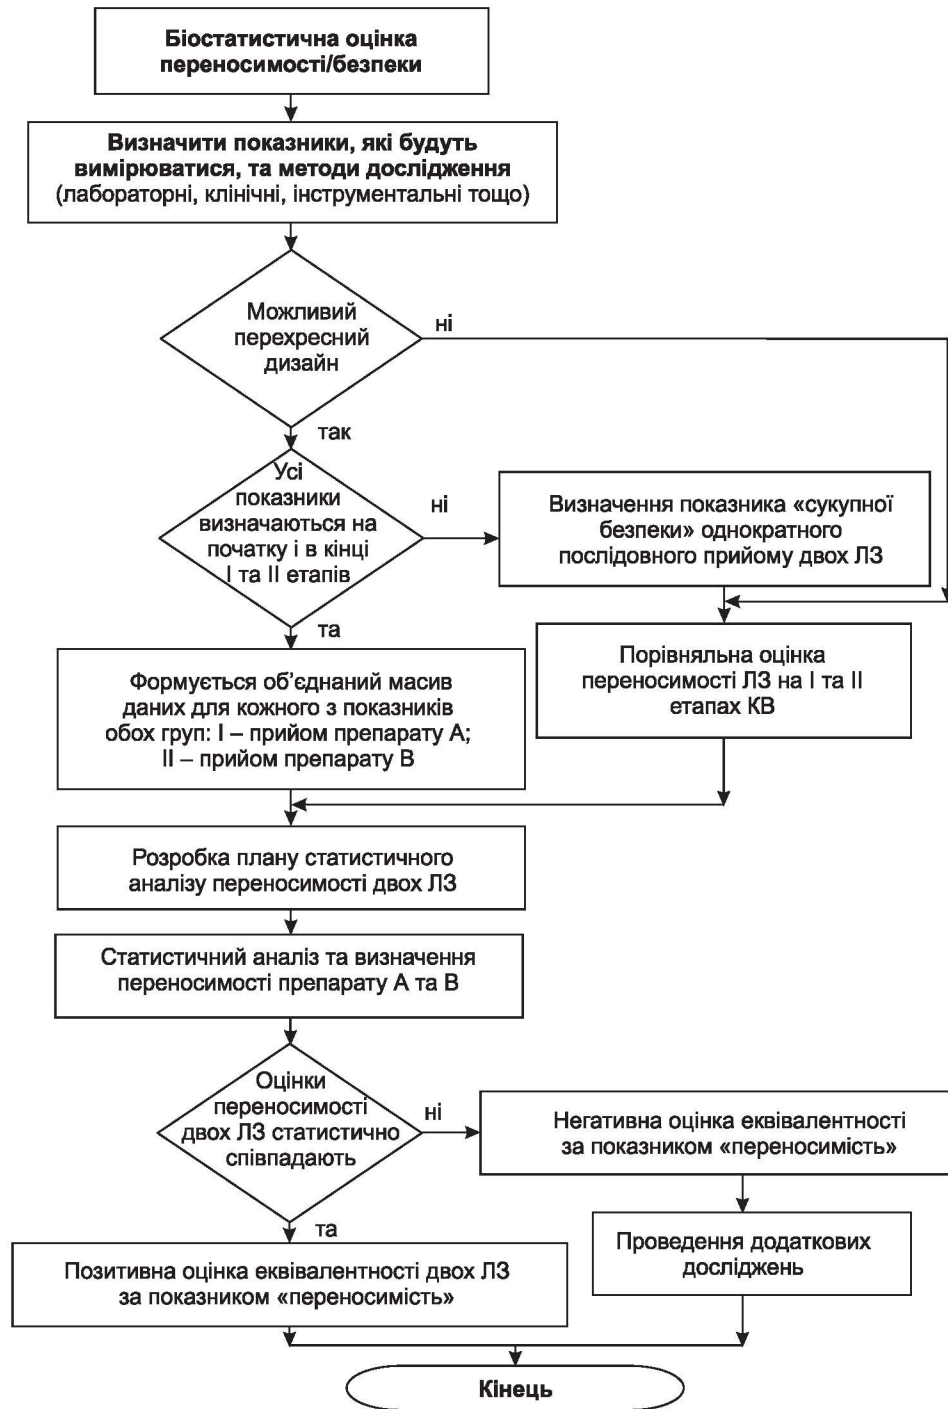 Біостатистична оцінка
переносимості/безпеки
Визначити показники, які будуть
вимірюватися, та методи дослідження
(лабораторні, клінічні, інструментальні тощо)
Можливий
перехресний
дизайн
ні
так
Усі
показники
визначаються на
початку і в кінці
І та ІІ етапів
ні
Визначення показника «сукупної
безпеки» однократного
послідовного прийому двох ЛЗ
та
Формується об’єднаний масив
даних для кожного з показників
обох груп: І – прийом препарату А;
ІІ – прийом препарату В
Порівняльна оцінка
переносимості ЛЗ на І та ІІ
етапах КВ
Розробка плану статистичного
аналізу переносимості двох ЛЗ
Статистичний аналіз та визначення
переносимості препарату А та В
Оцінки
переносимості
двох ЛЗ статистично
співпадають
ні
Негативна оцінка еквівалентності
за показником «переносимість»
та
Позитивна оцінка еквівалентності двох ЛЗ
за показником «переносимість»
Проведення додаткових
досліджень
Кінець